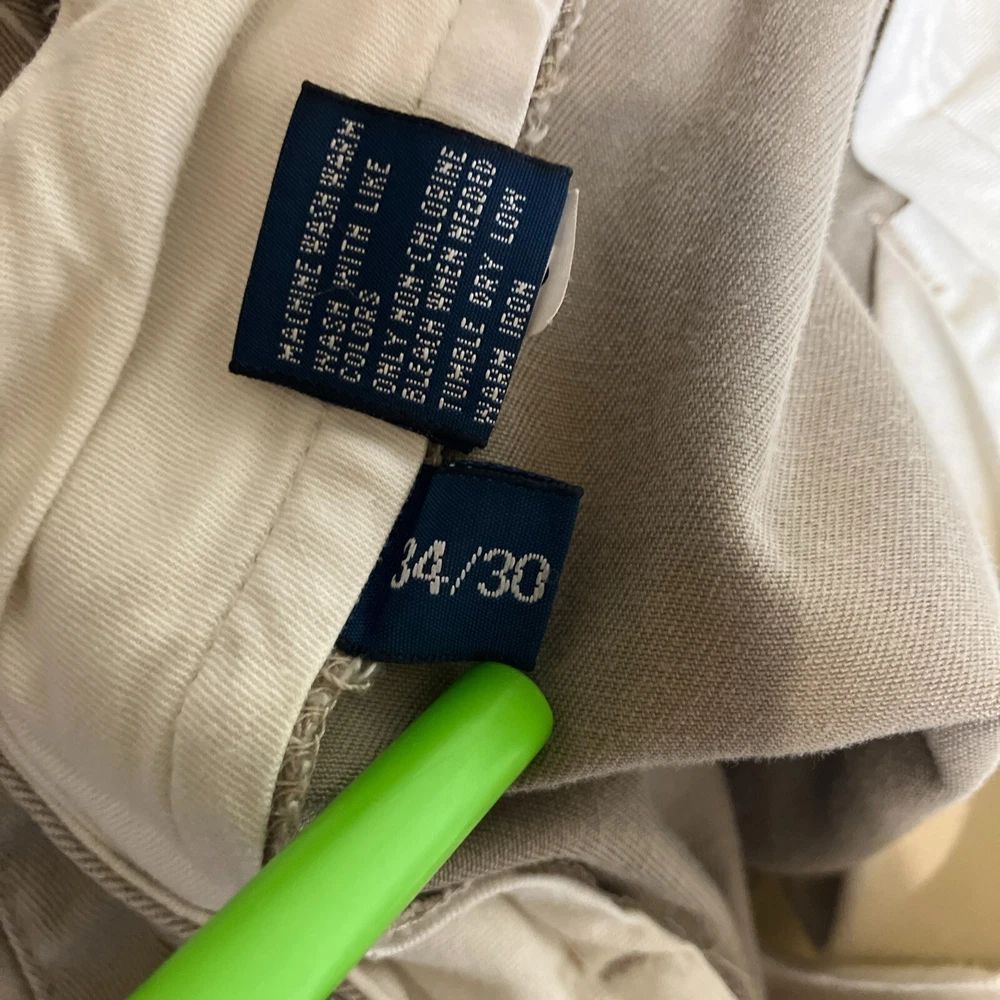 MACHINE WASH WARM
WASH WITH LIKE
COLORS
ONLY NON-CHLORINE
BLEACH WHEN NEEDED
TUMBLE DRY LOW
WARM IRON
34/30